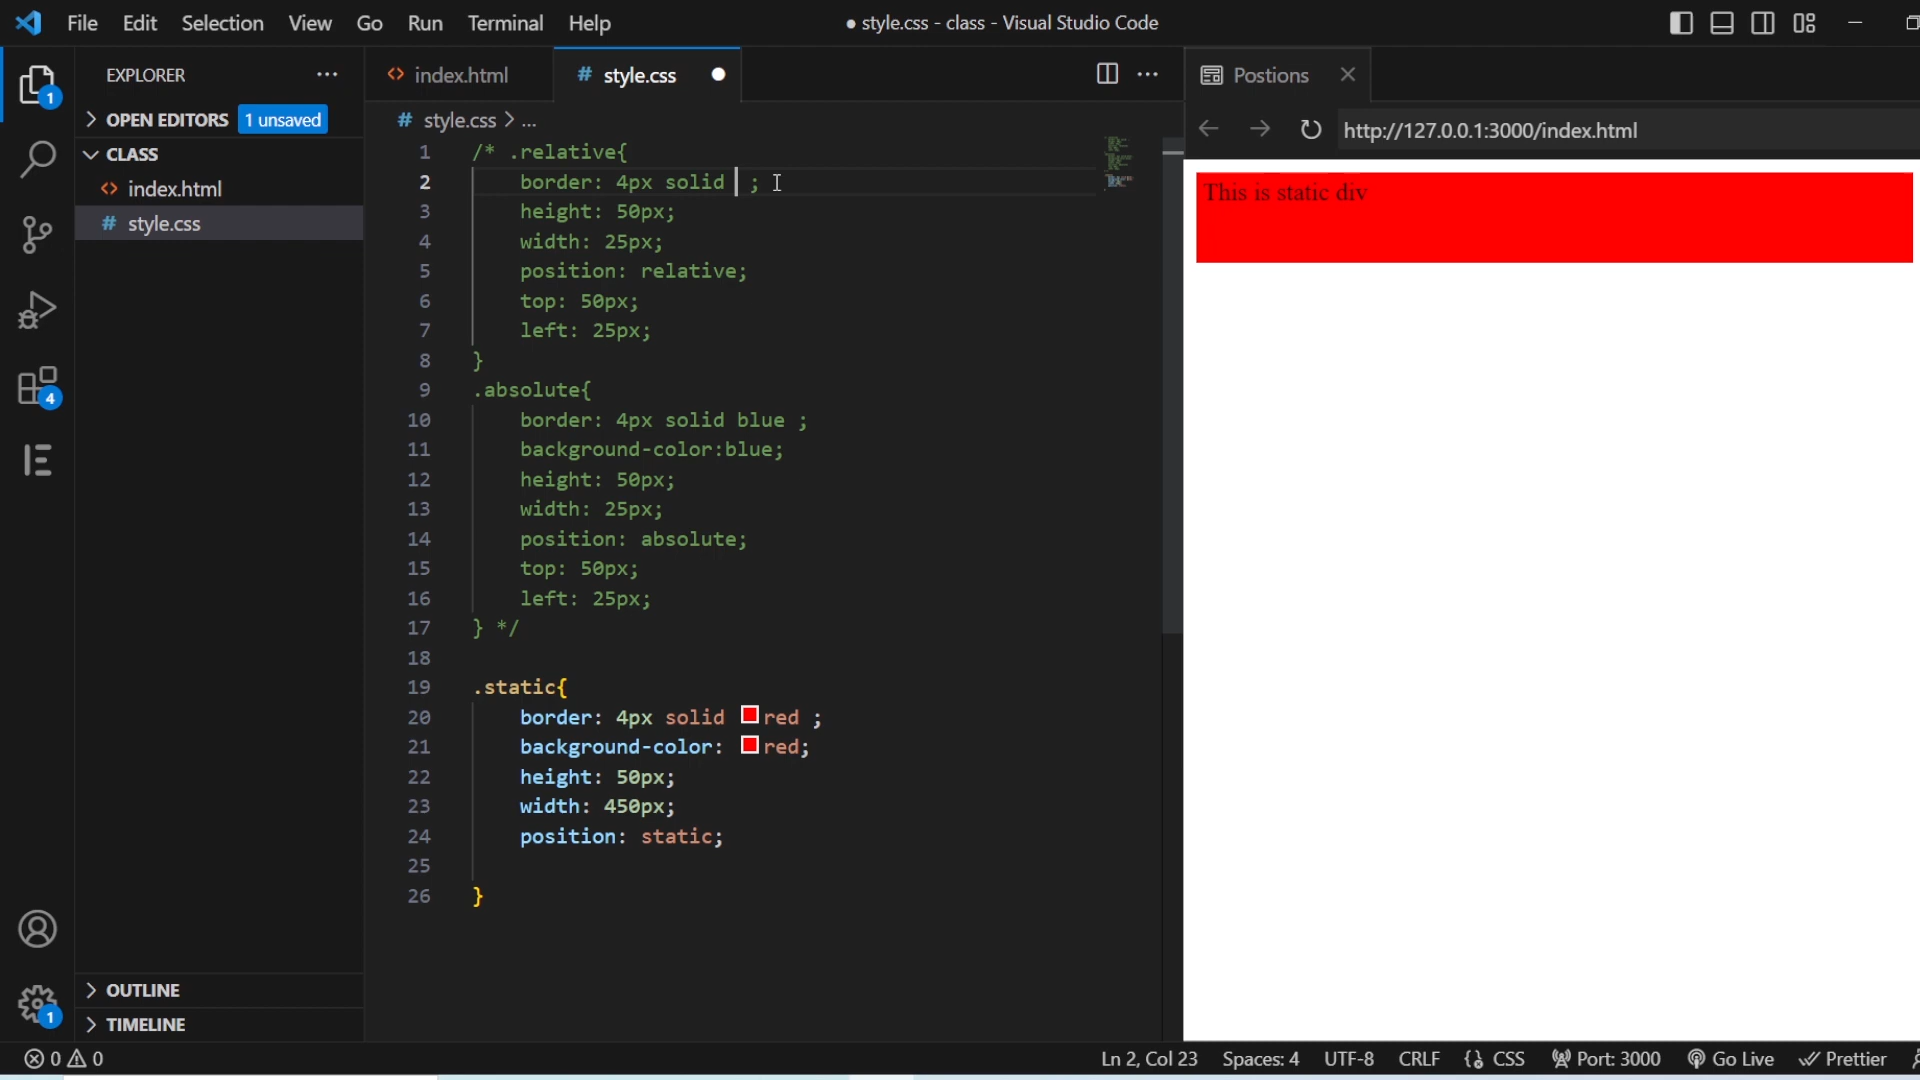 File Edit Selection View Go Run Terminal Help
● style.css - class - Visual Studio Code
EXPLORER
OPEN EDITORS 1 unsaved
CLASS
index.html
style.css
OUTLINE
TIMELINE
1
4
1
index.html
# style.css
# style.css > ...
1 /* .relative{
2 border: 4px solid  ;
3 height: 50px;
4 width: 25px;
5 position: relative;
6 top: 50px;
7 left: 25px;
8 }
9 .absolute{
10 border: 4px solid blue ;
11 background-color:blue;
12 height: 50px;
13 width: 25px;
14 position: absolute;
15 top: 50px;
16 left: 25px;
17 } */
18
19 .static{
20 border: 4px solid red ;
21 background-color: red;
22 height: 50px;
23 width: 450px;
24 position: static;
25
26 }
Postions
http://127.0.0.1:3000/index.html
This is static div
0 0
Ln 2, Col 23 Spaces: 4 UTF-8 CRLF CSS Port: 3000 Go Live Prettier